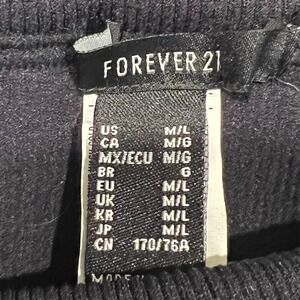 FOREVER 21
US M/L
CA M/G
MX/ECU M/G
BR G
EU M/L
UK M/L
KR M/L
JP M/L
CN 170/76A